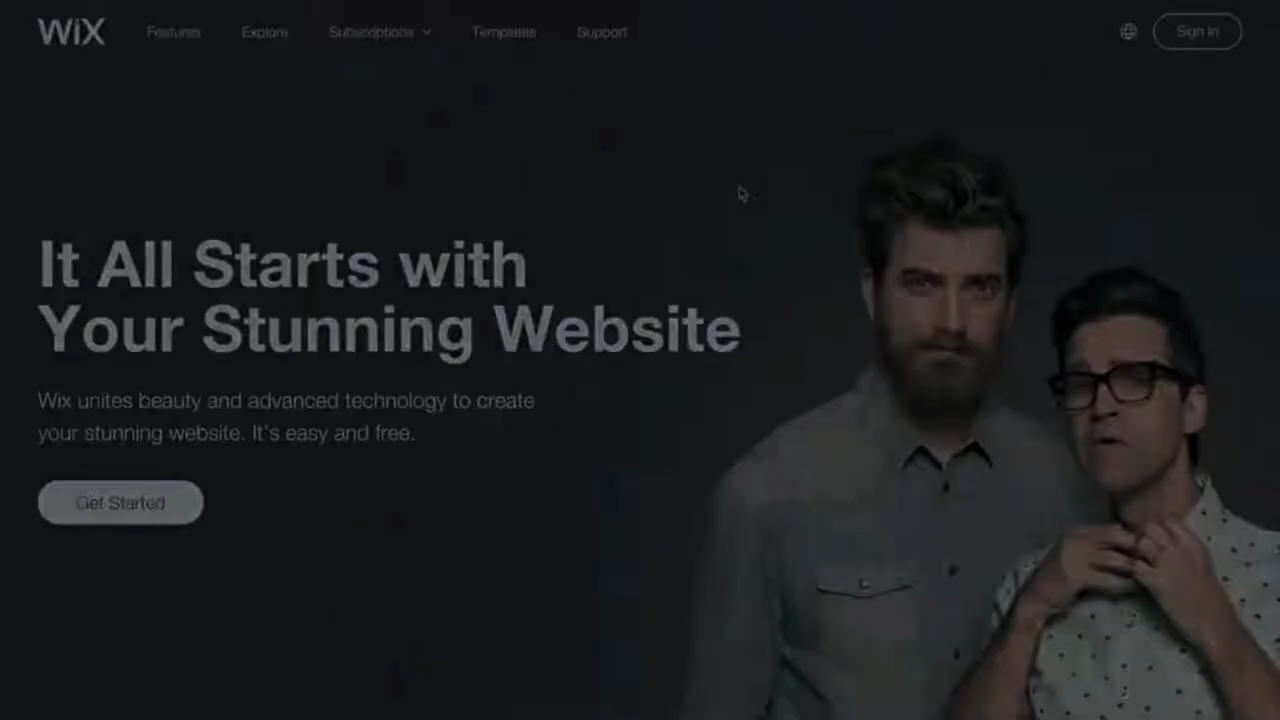 WiX
Features
Explore
Subscriptions
Templates
Support
Sign In
It All Starts with
Your Stunning Website
Wix unites beauty and advanced technology to create
your stunning website. It's easy and free.
Get Started